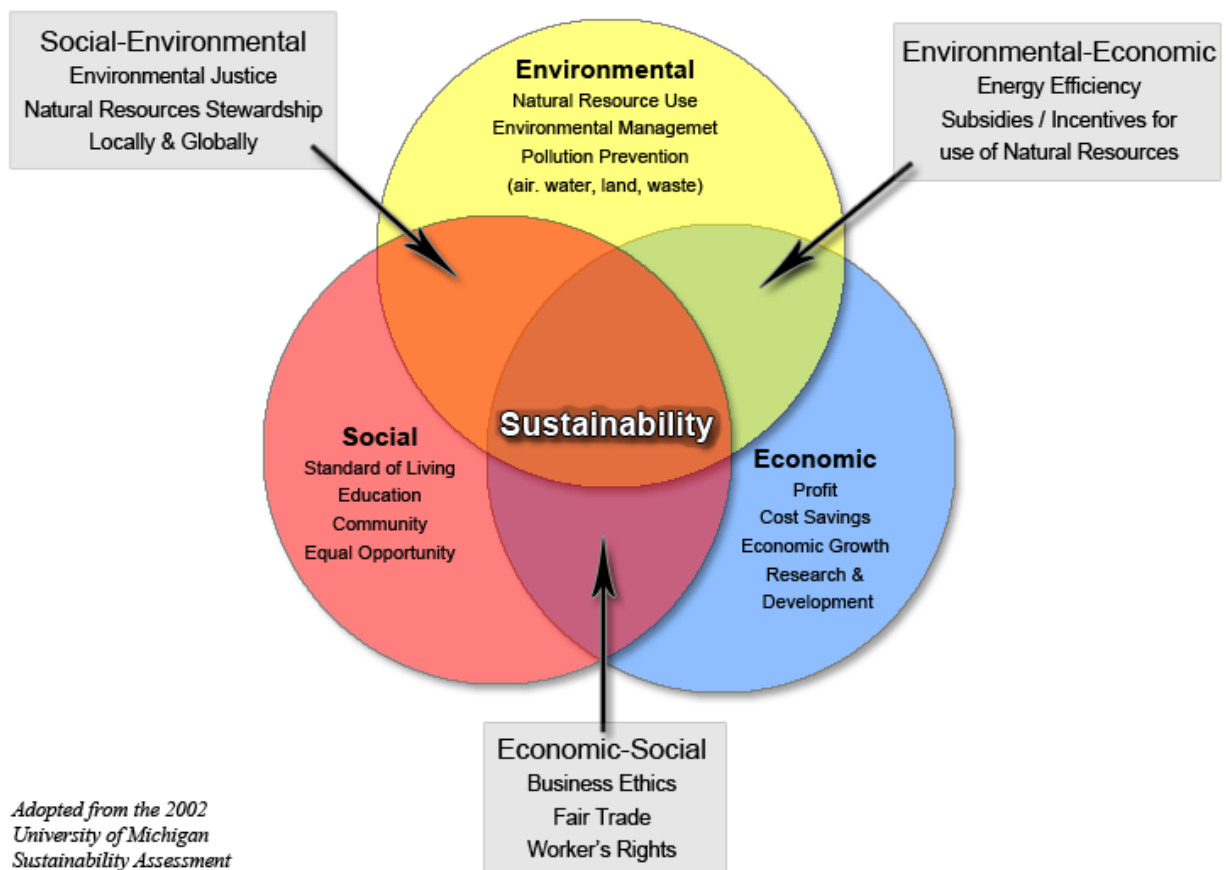 Social-Environmental
Environmental Justice
Natural Resources Stewardship
Locally & Globally
Environmental
Natural Resource Use
Environmental Managemet
Pollution Prevention
(air. water, land, waste)
Environmental-Economic
Energy Efficiency
Subsidies / Incentives for
use of Natural Resources
Sustainability
Social
Standard of Living
Education
Community
Equal Opportunity
Economic
Profit
Cost Savings
Economic Growth
Research &
Development
Economic-Social
Business Ethics
Fair Trade
Worker's Rights
Adopted from the 2002
University of Michigan
Sustainability Assessment